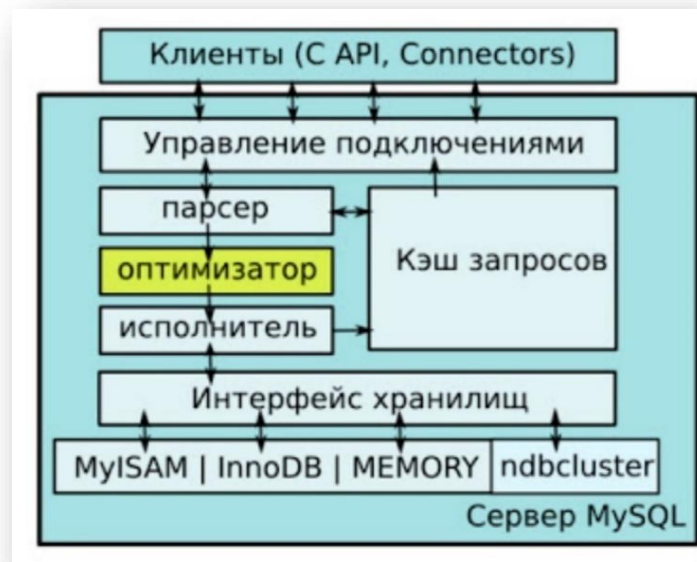 Клиенты (C API, Connectors)
Управление подключениями
парсер
оптимизатор
исполнитель
Кэш запросов
Интерфейс хранилищ
MyISAM | InnoDB | MEMORY
ndbcluster
Сервер MySQL